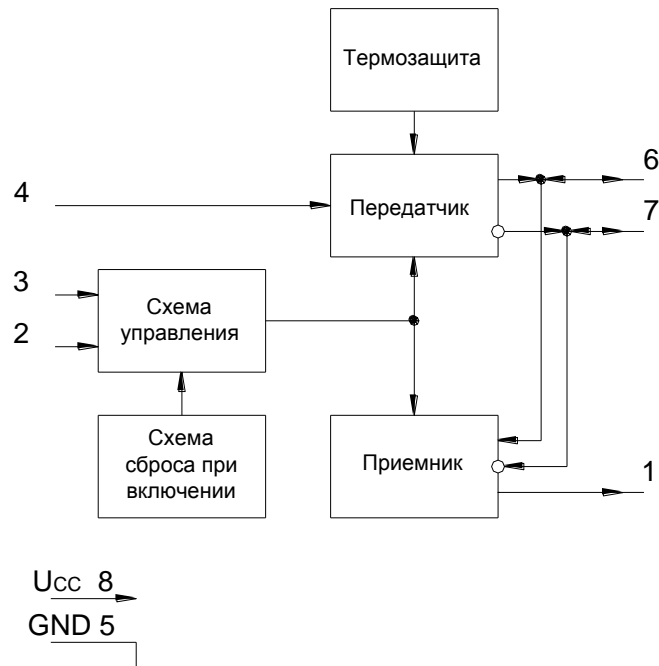 Термозащита
6
4
Передатчик
7
3
Схема
управления
2
Схема
сброса при
включении
Приемник
1
Ucc 8
GND 5